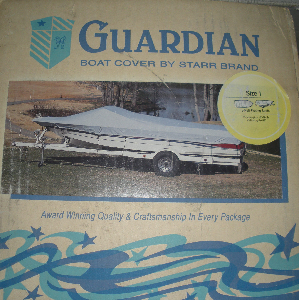 GUARDIAN
BOAT COVER BY STARR BRAND
Size 1
Award Winning Quality & Craftsmanship In Every Package